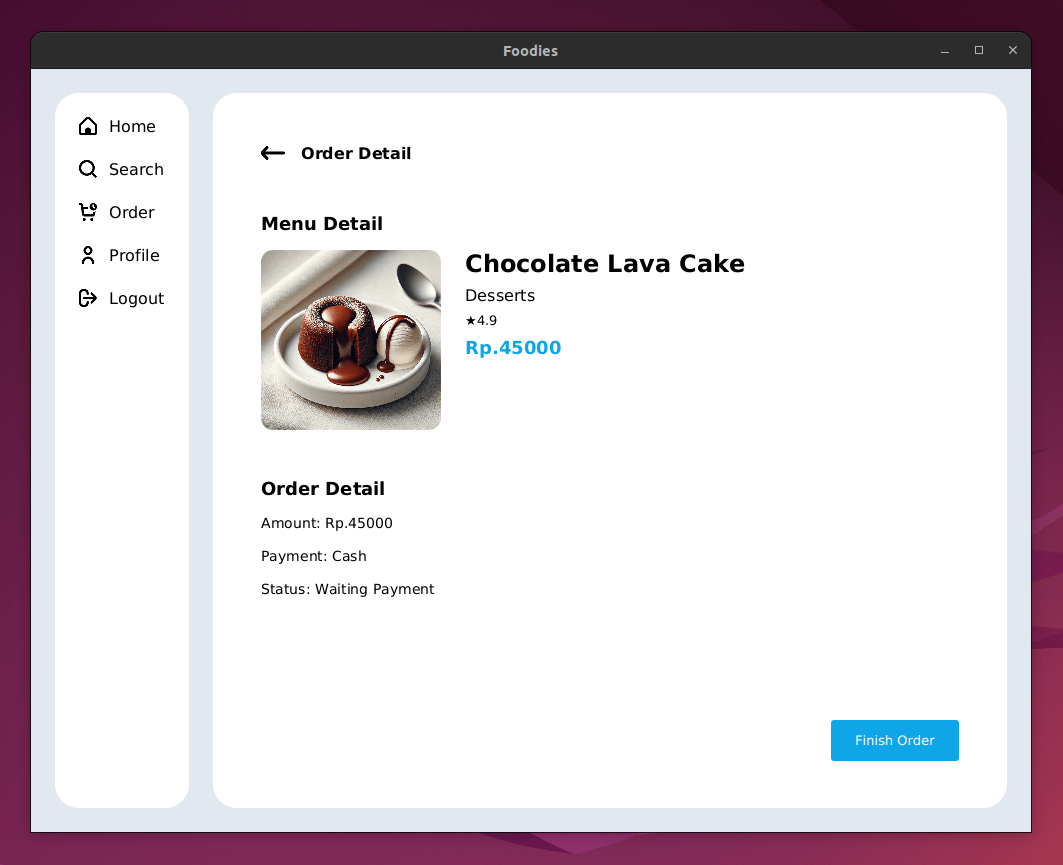 Foodies
Home
Search
Order
Profile
Logout
Order Detail
Menu Detail
Chocolate Lava Cake
Desserts
★4.9
Rp.45000
Order Detail
Amount: Rp.45000
Payment: Cash
Status: Waiting Payment
Finish Order